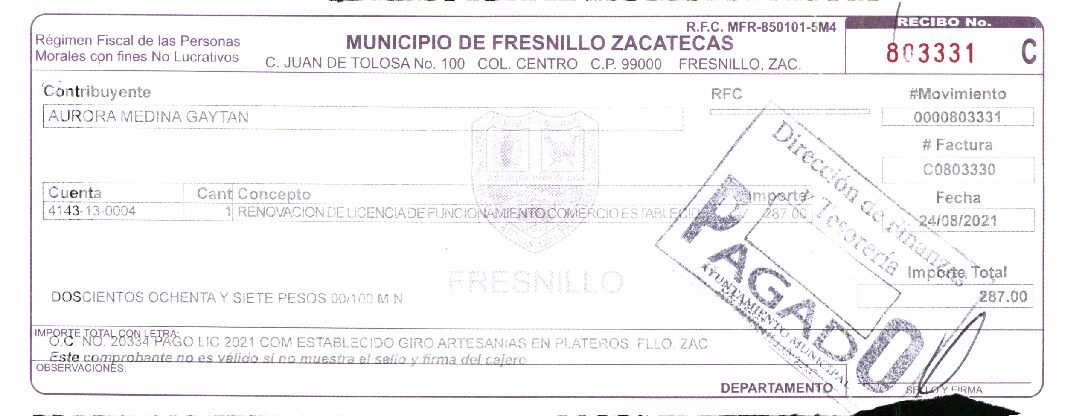 R.F.C. MFR-850101-5M4
RECIBO No.
Régimen Fiscal de las Personas
Morales con fines No Lucrativos
MUNICIPIO DE FRESNILLO ZACATECAS
C. JUAN DE TOLOSA No. 100 COL. CENTRO C.P. 99000 FRESNILLO, ZAC.
803331 C
Contribuyente
RFC
#Movimiento
AURORA MEDINA GAYTAN
0000803331
# Factura
C0803330
Cuenta
Cant
Concepto
Importe
Fecha
4143-13-0004
1
RENOVACION DE LICENCIA DE FUNCIONAMIENTO COMERCIO ESTABLECID
287.00
24/08/2021
Dirección de Finanzas
y Tesorería
PAGADO
AYUNTAMIENTO MUNICIPAL
Importe Total
287.00
FRESNILLO
DOSCIENTOS OCHENTA Y SIETE PESOS 00/100 M.N.
IMPORTE TOTAL CON LETRA:
O.C. NO. 20334 PAGO LIC 2021 COM ESTABLECIDO GIRO ARTESANIAS EN PLATEROS, FLLO, ZAC
Este comprobante no es válido si no muestra el sello y firma del cajero
OBSERVACIONES:
DEPARTAMENTO
SELLO Y FIRMA